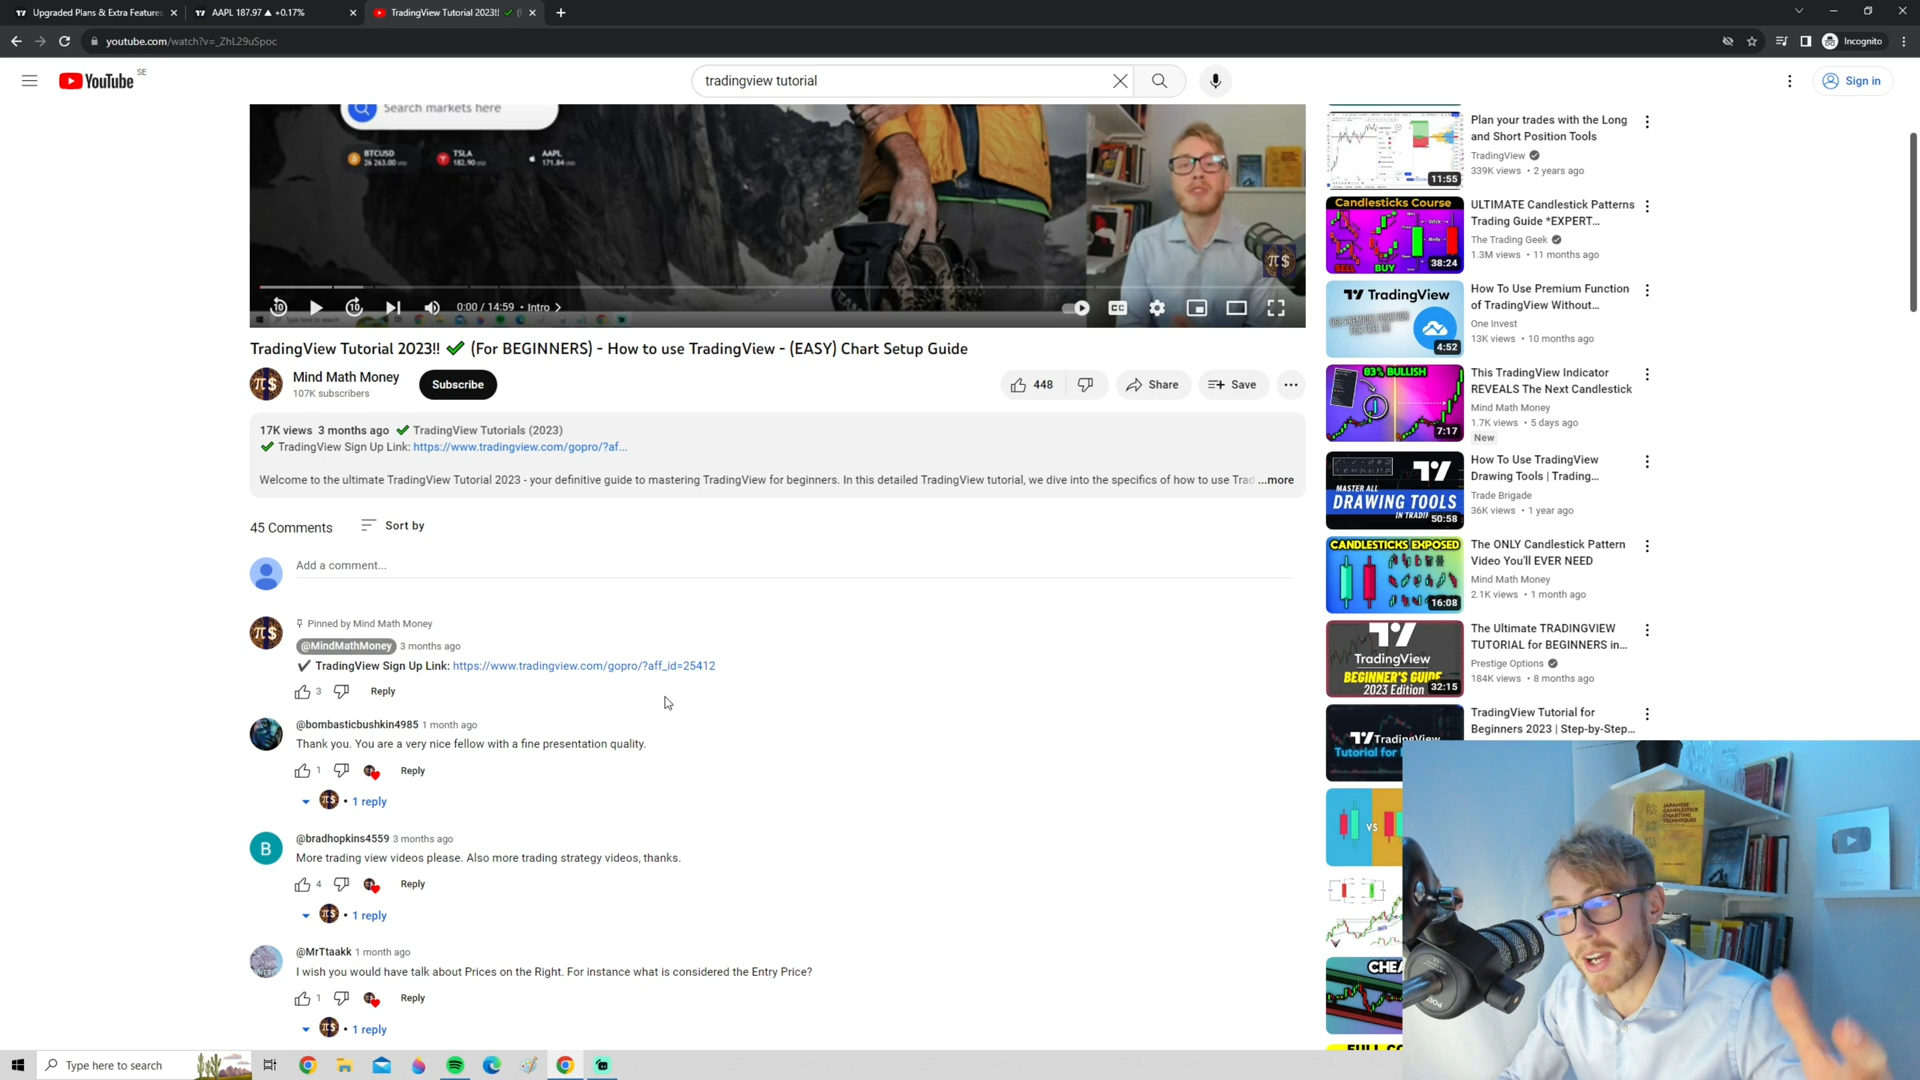 Upgraded Plans & Extra Features
AAPL 187.97 ▲ +0.17%
TradingView Tutorial 2023!! ✓
youtube.com/watch?v=_ZhL29uSpoc
Incognito
YouTube SE
tradingview tutorial
Sign in
Search markets here
BTCUSD
26 263.00 USD
TSLA
182.90 USD
AAPL
171.84 USD
0:00 / 14:59 • Intro
TradingView Tutorial 2023!! ✔ (For BEGINNERS) - How to use TradingView - (EASY) Chart Setup Guide
Mind Math Money
107K subscribers
Subscribe
448
Share
Save
17K views 3 months ago ✔ TradingView Tutorials (2023)
✔ TradingView Sign Up Link: https://www.tradingview.com/gopro/?af...
Welcome to the ultimate TradingView Tutorial 2023 - your definitive guide to mastering TradingView for beginners. In this detailed TradingView tutorial, we dive into the specifics of how to use Trad ...more
45 Comments
Sort by
Add a comment...
Pinned by Mind Math Money
@MindMathMoney 3 months ago
✔ TradingView Sign Up Link: https://www.tradingview.com/gopro/?aff_id=25412
3
Reply
@bombasticbushkin4985 1 month ago
Thank you. You are a very nice fellow with a fine presentation quality.
1
Reply
• 1 reply
B
@bradhopkins4559 3 months ago
More trading view videos please. Also more trading strategy videos, thanks.
4
Reply
• 1 reply
@MrTtaakk 1 month ago
I wish you would have talk about Prices on the Right. For instance what is considered the Entry Price?
1
Reply
• 1 reply
11:55
Plan your trades with the Long
and Short Position Tools
TradingView
339K views • 2 years ago
Candlesticks Course
SELL
BUY
38:24
ULTIMATE Candlestick Patterns
Trading Guide *EXPERT...
The Trading Geek
1.3M views • 11 months ago
TradingView
4:52
How To Use Premium Function
of TradingView Without...
One Invest
13K views • 10 months ago
83% BULLISH
7:17
This TradingView Indicator
REVEALS The Next Candlestick
Mind Math Money
1.7K views • 5 days ago
New
MASTER ALL
DRAWING TOOLS
50:58
How To Use TradingView
Drawing Tools | Trading...
Trade Brigade
36K views • 1 year ago
CANDLESTICKS EXPOSED
16:08
The ONLY Candlestick Pattern
Video You'll EVER NEED
Mind Math Money
2.1K views • 1 month ago
TradingView
BEGINNER'S GUIDE
2023 Edition
32:15
The Ultimate TRADINGVIEW
TUTORIAL for BEGINNERS in...
Prestige Options
184K views • 8 months ago
TradingView
Tutorial for
TradingView Tutorial for
Beginners 2023 | Step-by-Step...
VS
JAPANESE
CANDLESTICK
CHARTING
TECHNIQUES
Type here to search